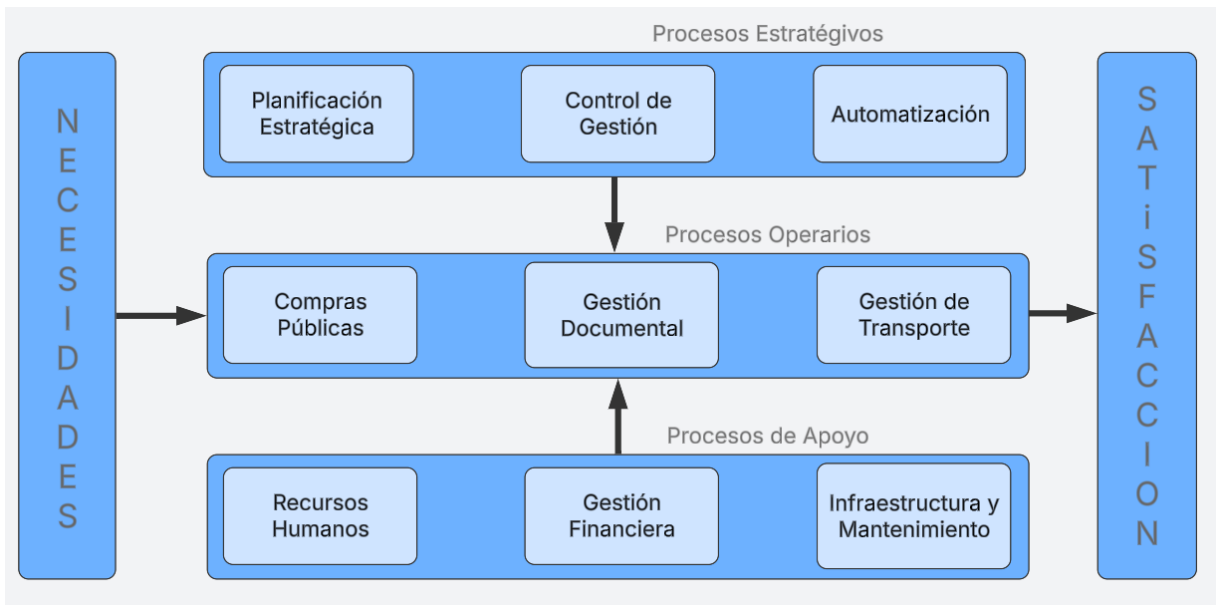 Procesos Estratégivos
NECESIDADES
Planificación
Estratégica
Control de
Gestión
Automatización
SATiSFACCION
Procesos Operarios
Compras
Públicas
Gestión
Documental
Gestión de
Transporte
Procesos de Apoyo
Recursos
Humanos
Gestión
Financiera
Infraestructura y
Mantenimiento